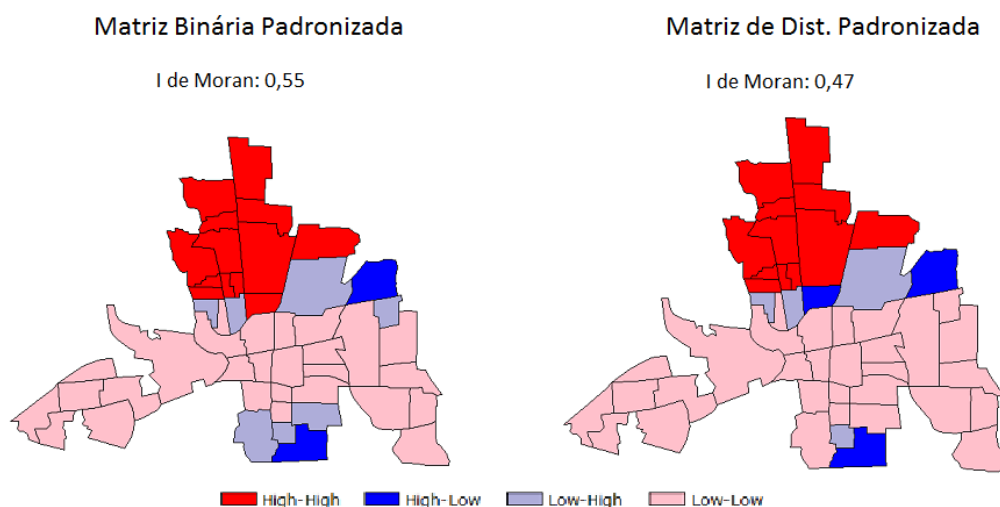 Matriz Binária Padronizada
I de Moran: 0,55
Matriz de Dist. Padronizada
I de Moran: 0,47
High-High High-Low Low-High Low-Low